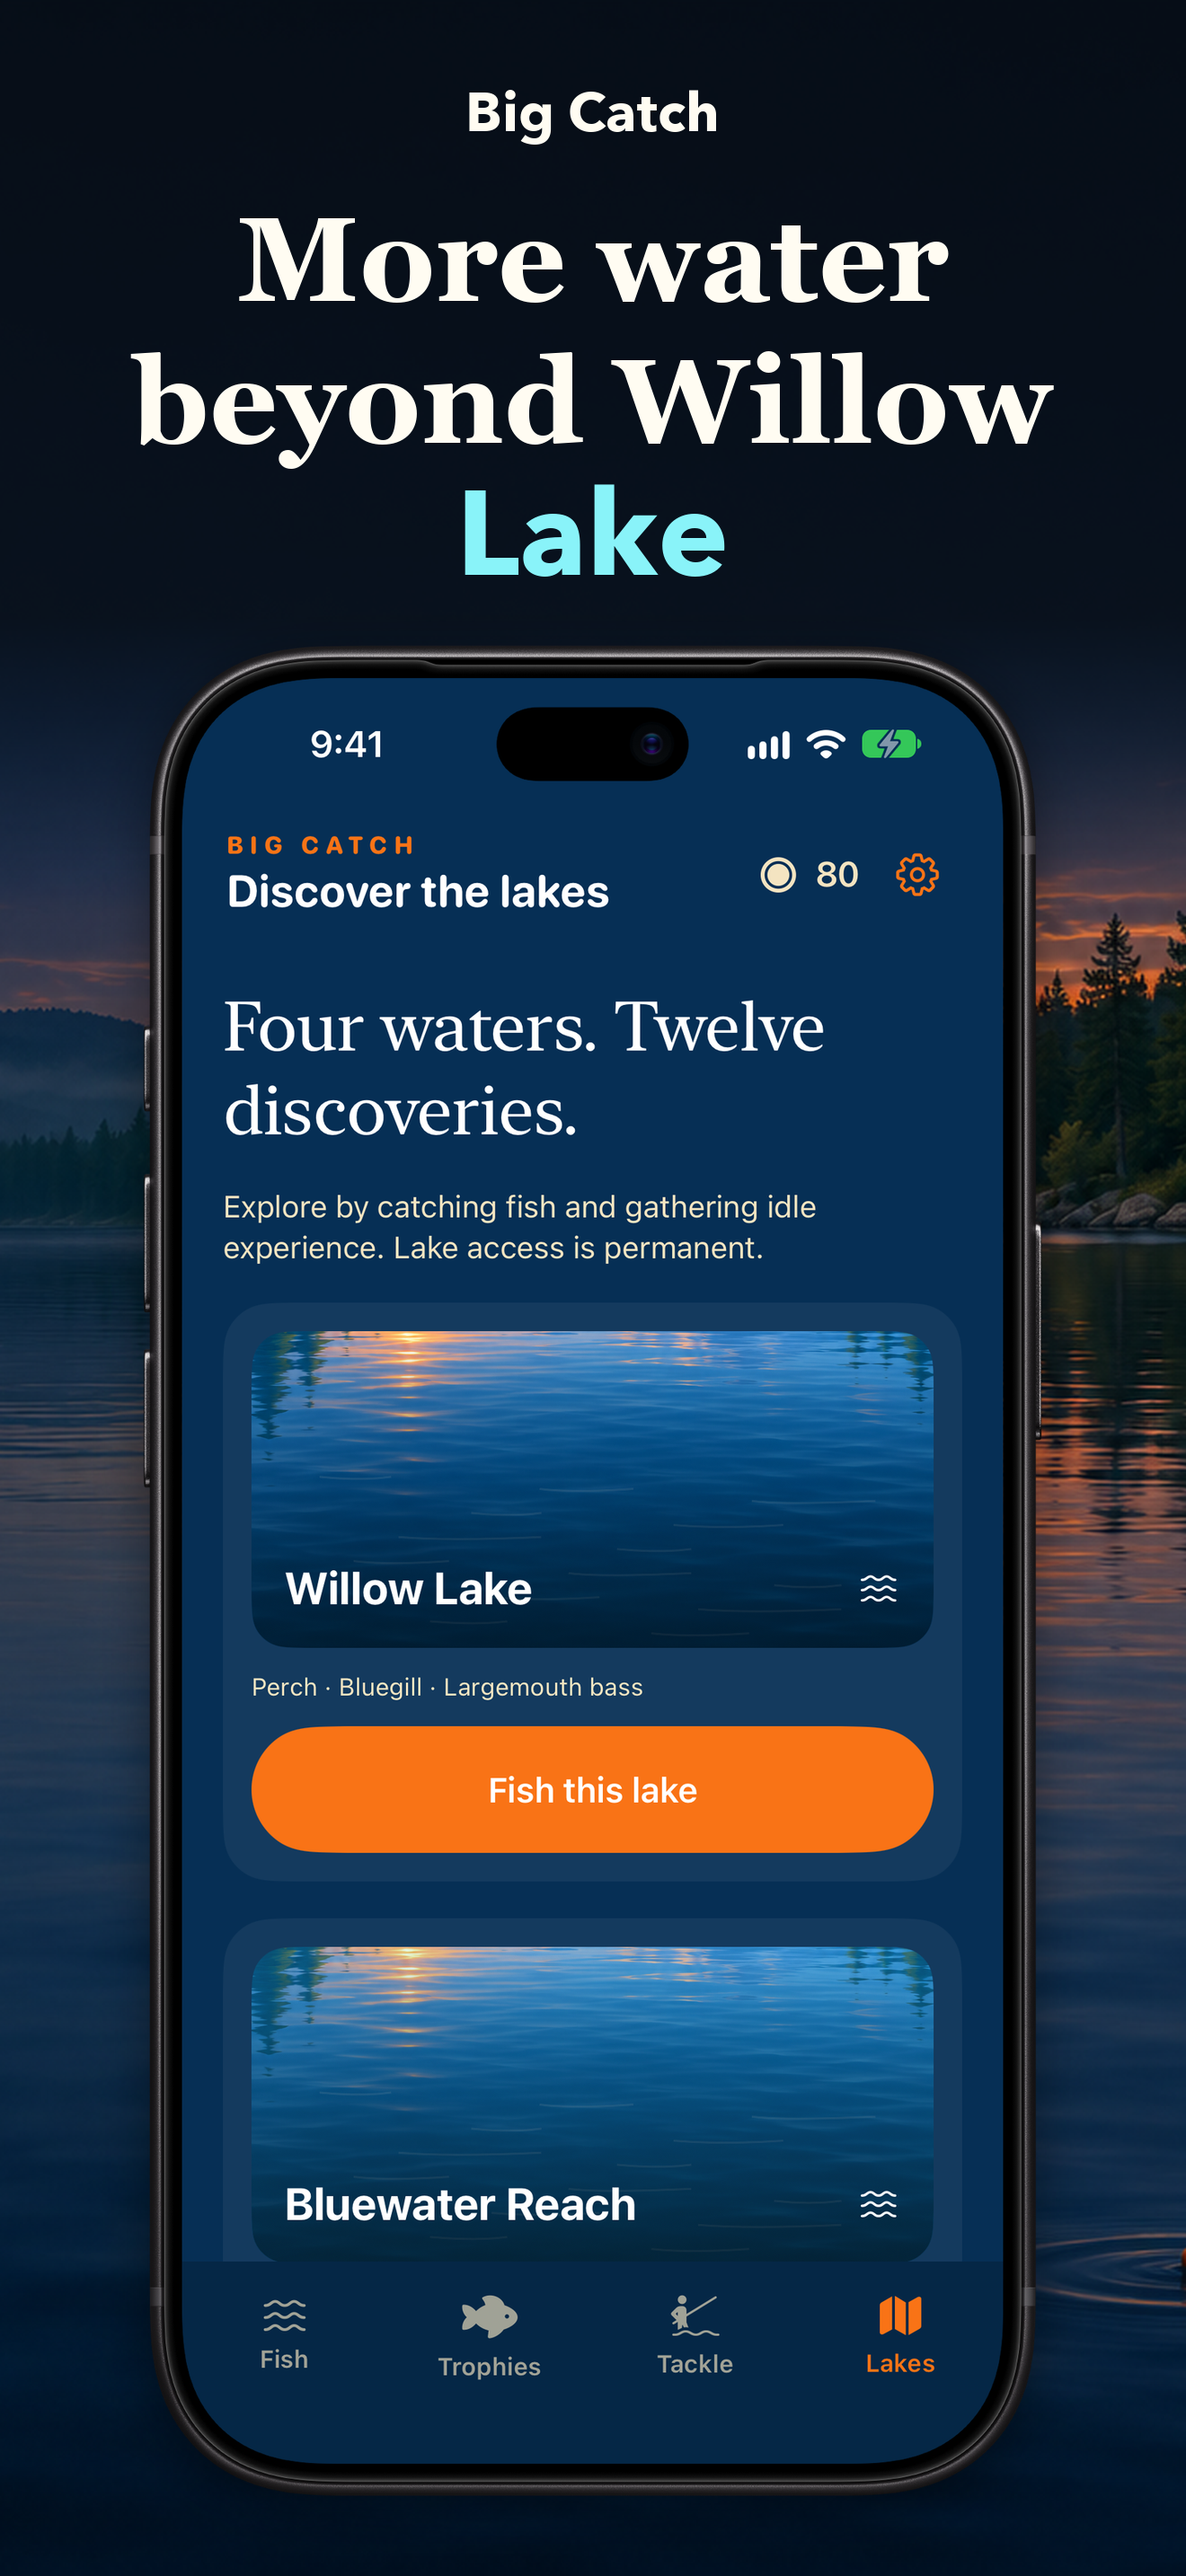 Big Catch
More water
beyond Willow
Lake
9:41
BIG CATCH
Discover the lakes
80
Four waters. Twelve
discoveries.
Explore by catching fish and gathering idle
experience. Lake access is permanent.
Willow Lake
Perch · Bluegill · Largemouth bass
Fish this lake
Bluewater Reach
Fish
Trophies
Tackle
Lakes